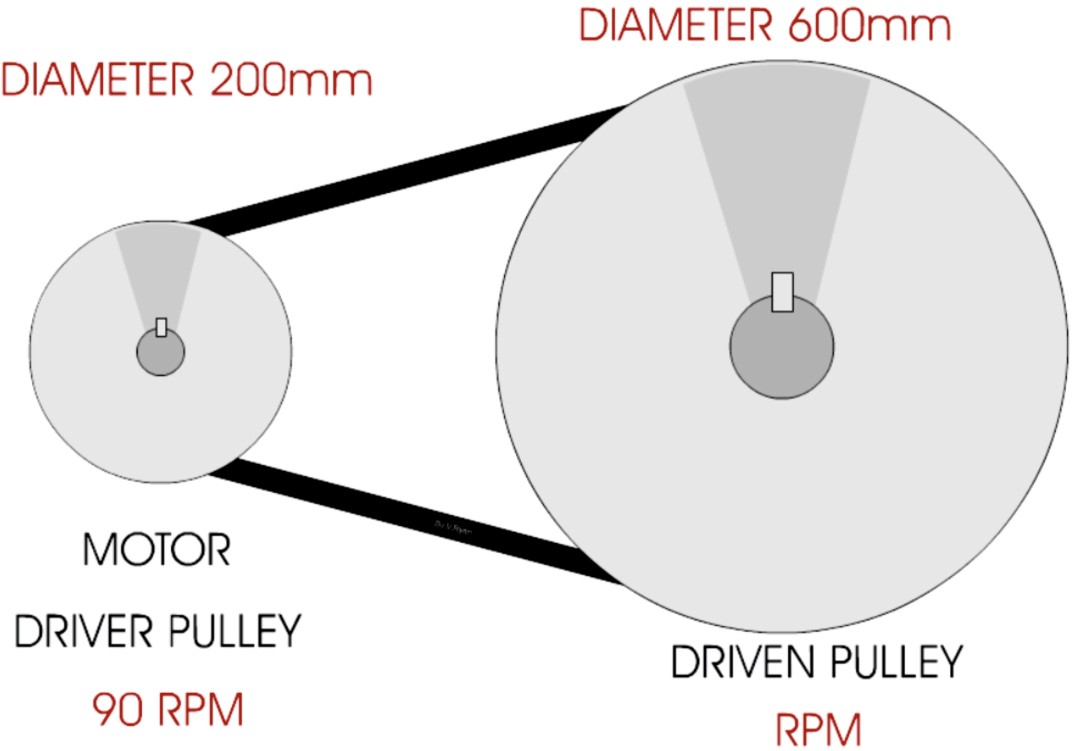 DIAMETER 600mm
DIAMETER 200mm
MOTOR
DRIVER PULLEY
90 RPM
DRIVEN PULLEY
RPM